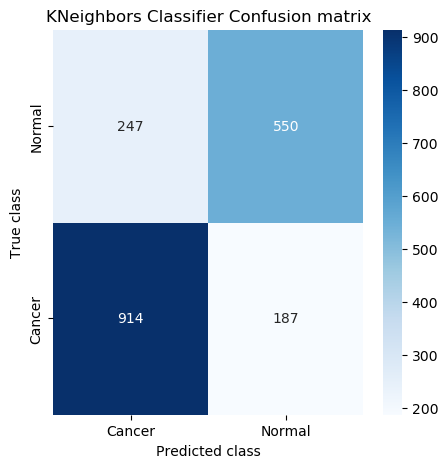 KNeighbors Classifier Confusion matrix
True class
Normal
Cancer
247
550
914
187
Cancer
Normal
Predicted class
900
800
700
600
500
400
300
200